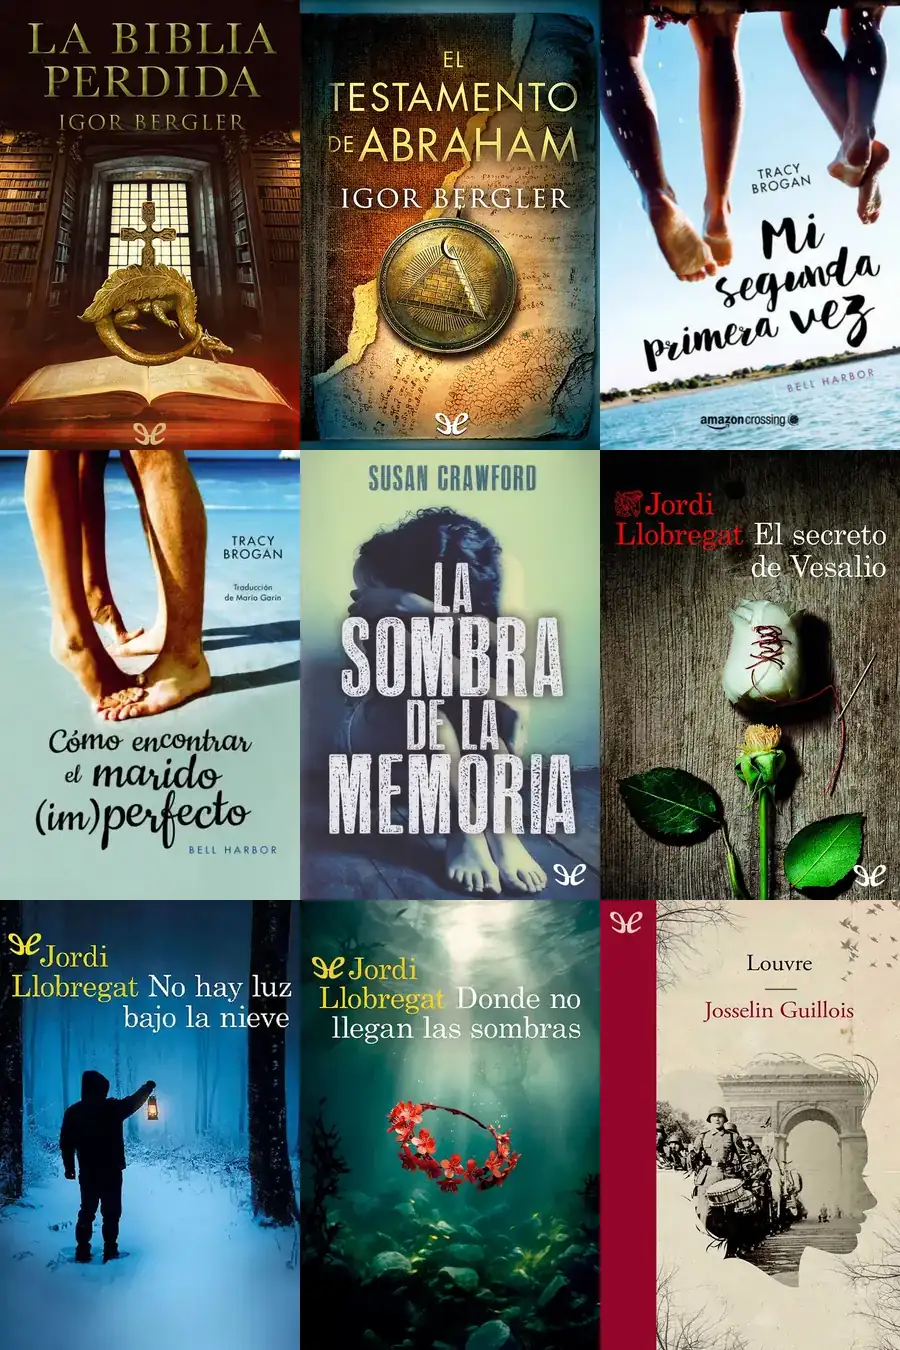 LA BIBLIA
PERDIDA
IGOR BERGLER
EL
TESTAMENTO
DE ABRAHAM
IGOR BERGLER
TRACY
BROGAN
Mi
segunda
primera vez
BELL HARBOR
amazoncrossing
TRACY
BROGAN
Traducción
de María Garín
Cómo encontrar
el marido
(im)perfecto
BELL HARBOR
SUSAN CRAWFORD
LA
SOMBRA
DE LA
MEMORIA
Jordi
Llobregat El secreto
de Vesalio
Jordi
Llobregat No hay luz
bajo la nieve
Jordi
Llobregat Donde no
llegan las sombras
Louvre
Josselin Guillois